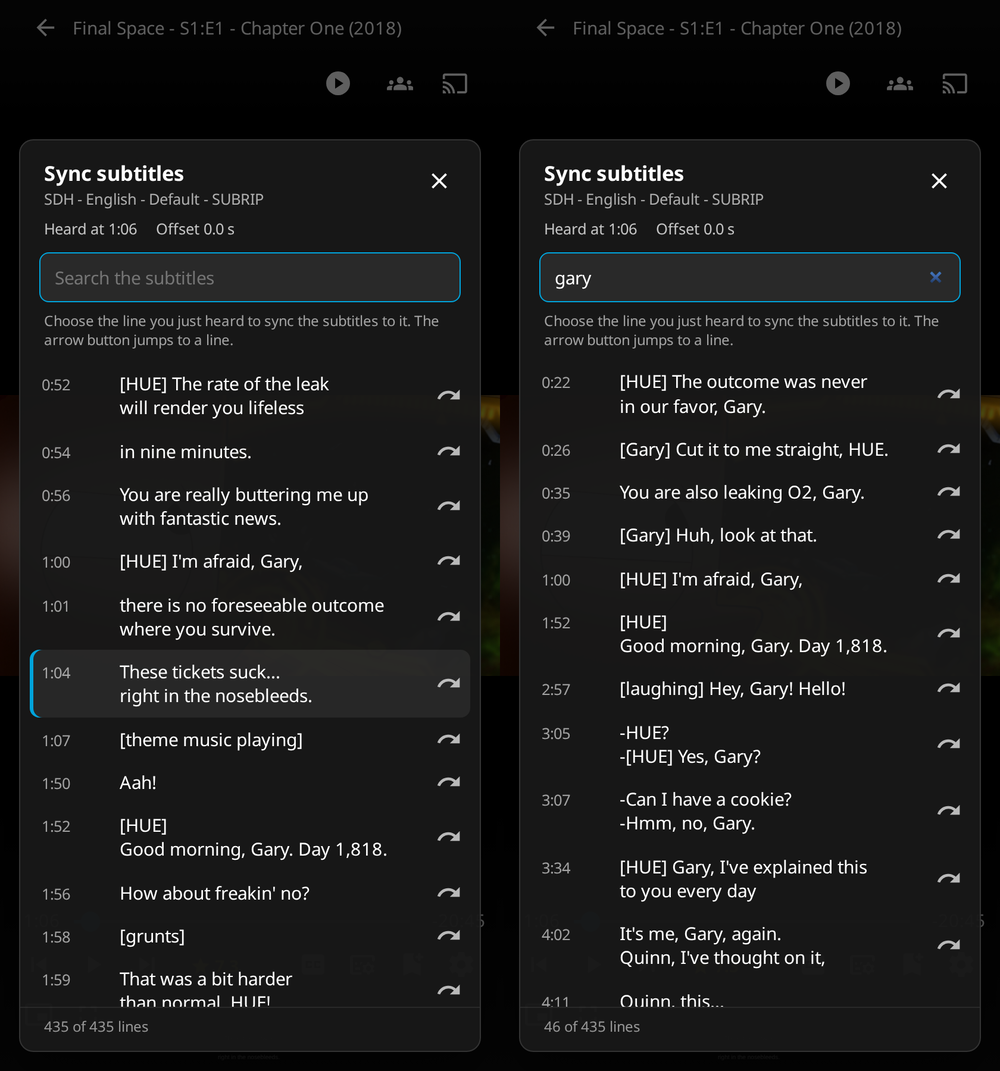 Final Space - S1:E1 - Chapter One (2018)
Sync subtitles
SDH - English - Default - SUBRIP
Heard at 1:06 Offset 0.0 s
Search the subtitles
Choose the line you just heard to sync the subtitles to it. The
arrow button jumps to a line.
0:52 [HUE] The rate of the leak
will render you lifeless
0:54 in nine minutes.
0:56 You are really buttering me up
with fantastic news.
1:00 [HUE] I'm afraid, Gary,
1:01 there is no foreseeable outcome
where you survive.
1:04 These tickets suck...
right in the nosebleeds.
1:07 [theme music playing]
1:50 Aah!
1:52 [HUE]
Good morning, Gary. Day 1,818.
1:56 How about freakin' no?
1:58 [grunts]
1:59 That was a bit harder
than normal, HUE!
435 of 435 lines
Final Space - S1:E1 - Chapter One (2018)
Sync subtitles
SDH - English - Default - SUBRIP
Heard at 1:06 Offset 0.0 s
gary
Choose the line you just heard to sync the subtitles to it. The
arrow button jumps to a line.
0:22 [HUE] The outcome was never
in our favor, Gary.
0:26 [Gary] Cut it to me straight, HUE.
0:35 You are also leaking O2, Gary.
0:39 [Gary] Huh, look at that.
1:00 [HUE] I'm afraid, Gary,
1:52 [HUE]
Good morning, Gary. Day 1,818.
2:57 [laughing] Hey, Gary! Hello!
3:05 -HUE?
-[HUE] Yes, Gary?
3:07 -Can I have a cookie?
-Hmm, no, Gary.
3:34 [HUE] Gary, I've explained this
to you every day
4:02 It's me, Gary, again.
Quinn, I've thought on it,
4:11 Quinn, this...
46 of 435 lines